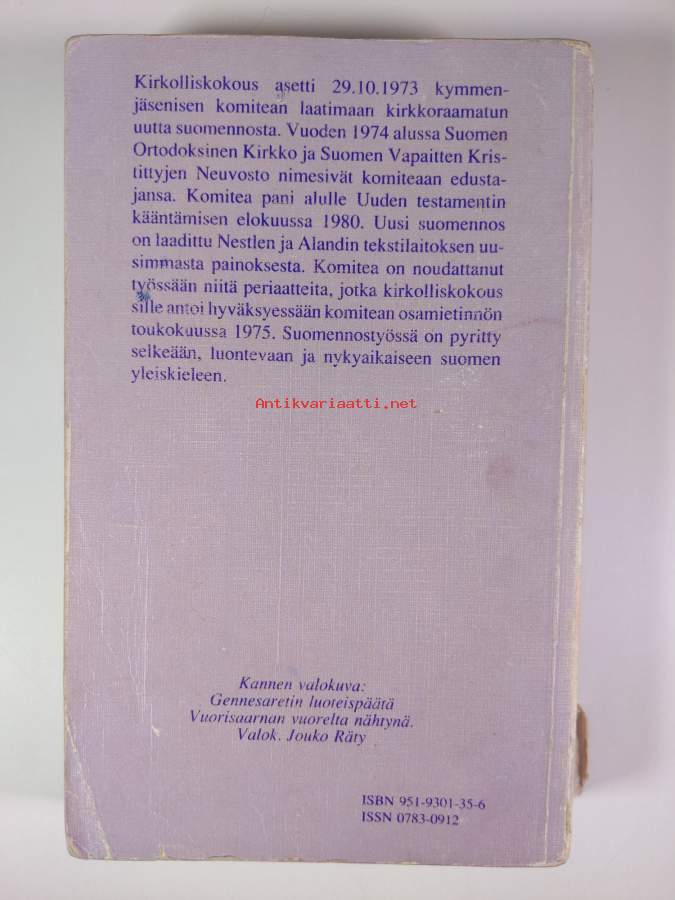 Kirkolliskokous asetti 29.10.1973 kymmen-
jäsenisen komitean laatimaan kirkkoraamatun
uutta suomennosta. Vuoden 1974 alussa Suomen
Ortodoksinen Kirkko ja Suomen Vapaitten Kris-
tittyjen Neuvosto nimesivät komiteaan edusta-
jansa. Komitea pani alulle Uuden testamentin
kääntämisen elokuussa 1980. Uusi suomennos
on laadittu Nestlen ja Alandin tekstilaitoksen uu-
simmasta painoksesta. Komitea on noudattanut
työssään niitä periaatteita, jotka kirkolliskokous
sille antoi hyväksyessään komitean osamietinnön
toukokuussa 1975. Suomennostyössä on pyritty
selkeään, luontevaan ja nykyaikaiseen suomen
yleiskieleen.
Antikvariaatti.net
Kannen valokuva:
Gennesaretin luoteispäätä
Vuorisaarnan vuorelta nähtynä.
Valok. Jouko Räty
ISBN 951-9301-35-6
ISSN 0783-0912